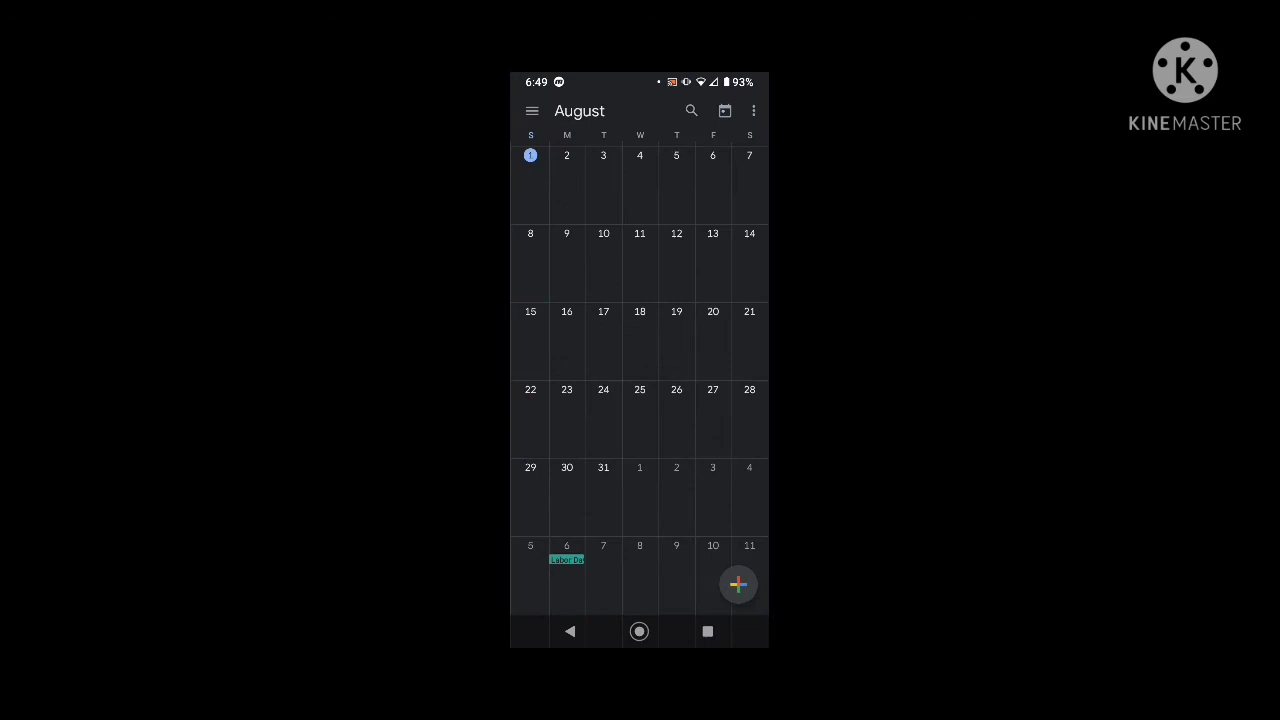 6:49 93%
K
KINEMASTER
August
S M T W T F S
1 2 3 4 5 6 7
8 9 10 11 12 13 14
15 16 17 18 19 20 21
22 23 24 25 26 27 28
29 30 31 1 2 3 4
5 6 7 8 9 10 11
Labor Da